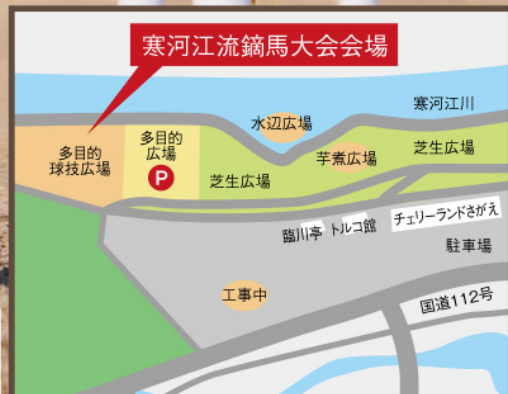 寒河江流鏑馬大会会場
寒河江川
水辺広場
多目的
球技広場
多目的
広場
P
芝生広場
芋煮広場
芝生広場
臨川亭
トルコ館
チェリーランドさがえ
駐車場
工事中
国道112号